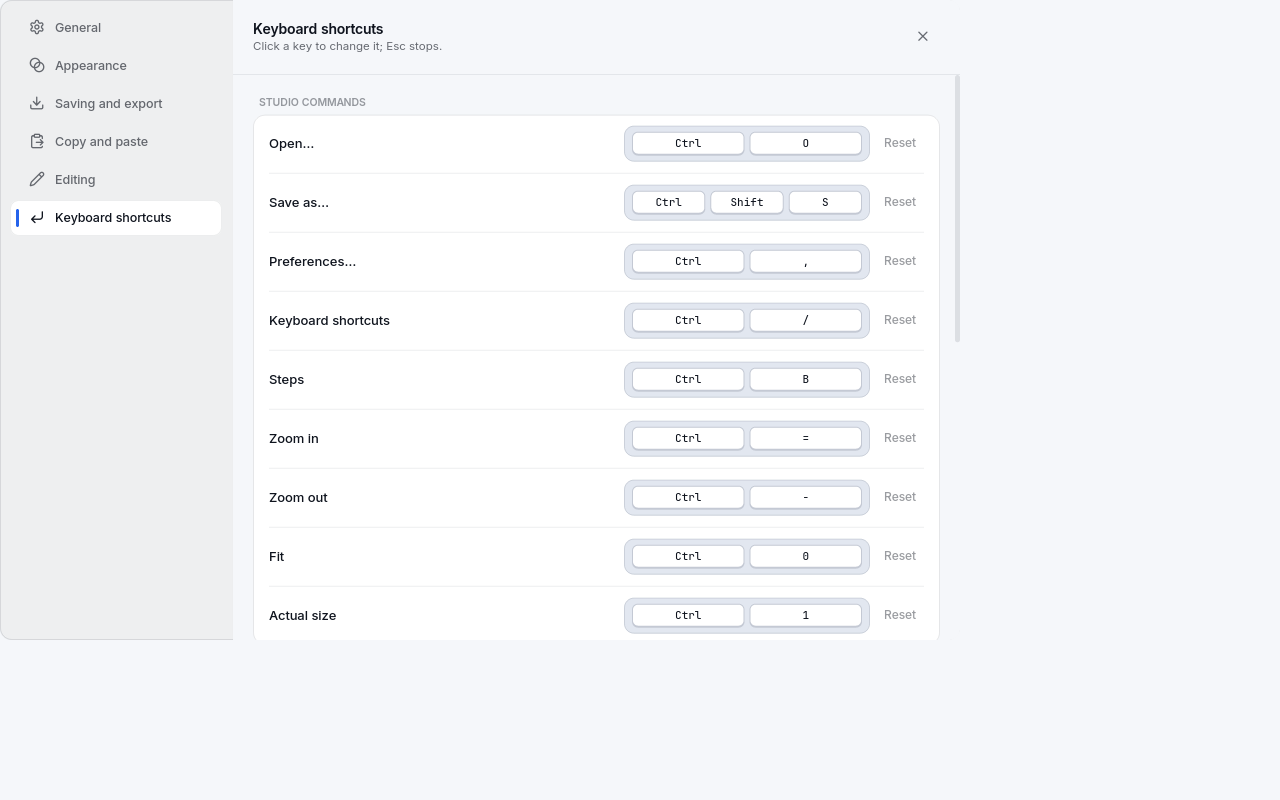 General
Appearance
Saving and export
Copy and paste
Editing
Keyboard shortcuts
Keyboard shortcuts
Click a key to change it; Esc stops.
STUDIO COMMANDS
Open... Ctrl O Reset
Save as... Ctrl Shift S Reset
Preferences... Ctrl , Reset
Keyboard shortcuts Ctrl / Reset
Steps Ctrl B Reset
Zoom in Ctrl = Reset
Zoom out Ctrl - Reset
Fit Ctrl 0 Reset
Actual size Ctrl 1 Reset